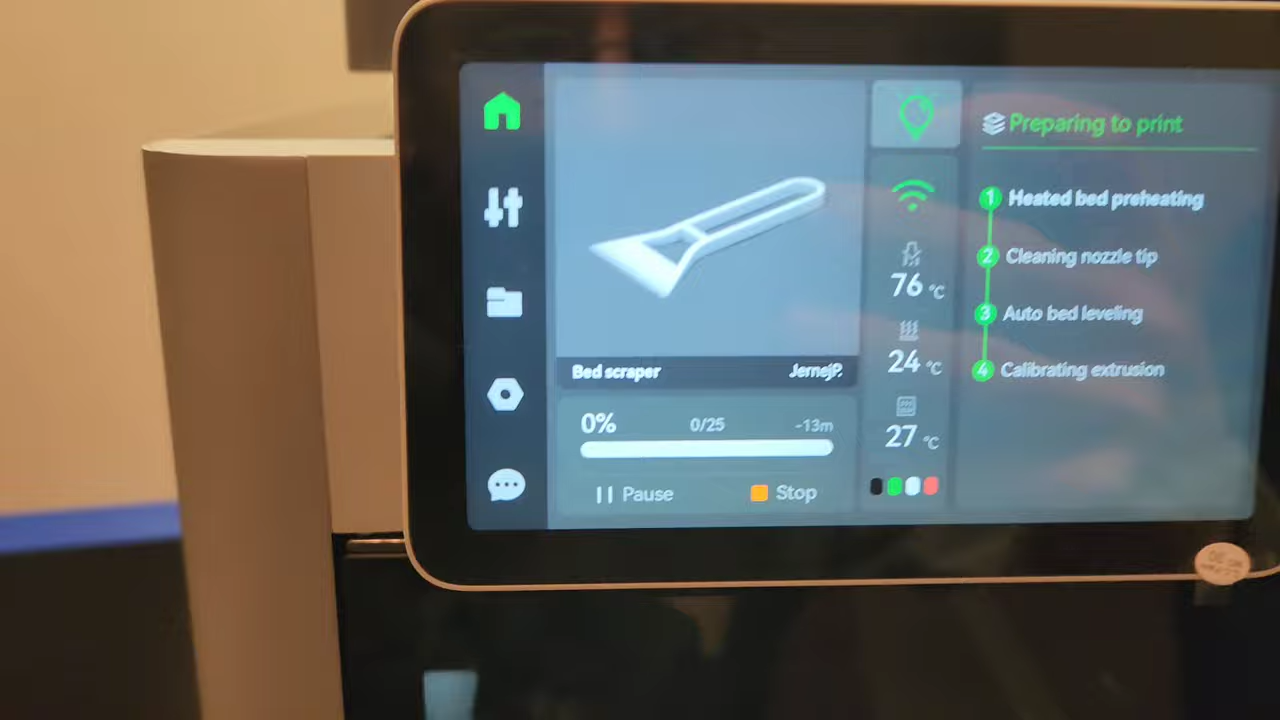 Preparing to print
1 Heated bed preheating
2 Cleaning nozzle tip
3 Auto bed leveling
4 Calibrating extrusion
76 °C
24 °C
27 °C
Bed scraper JernejP.
0% 0/25 -13m
Pause Stop